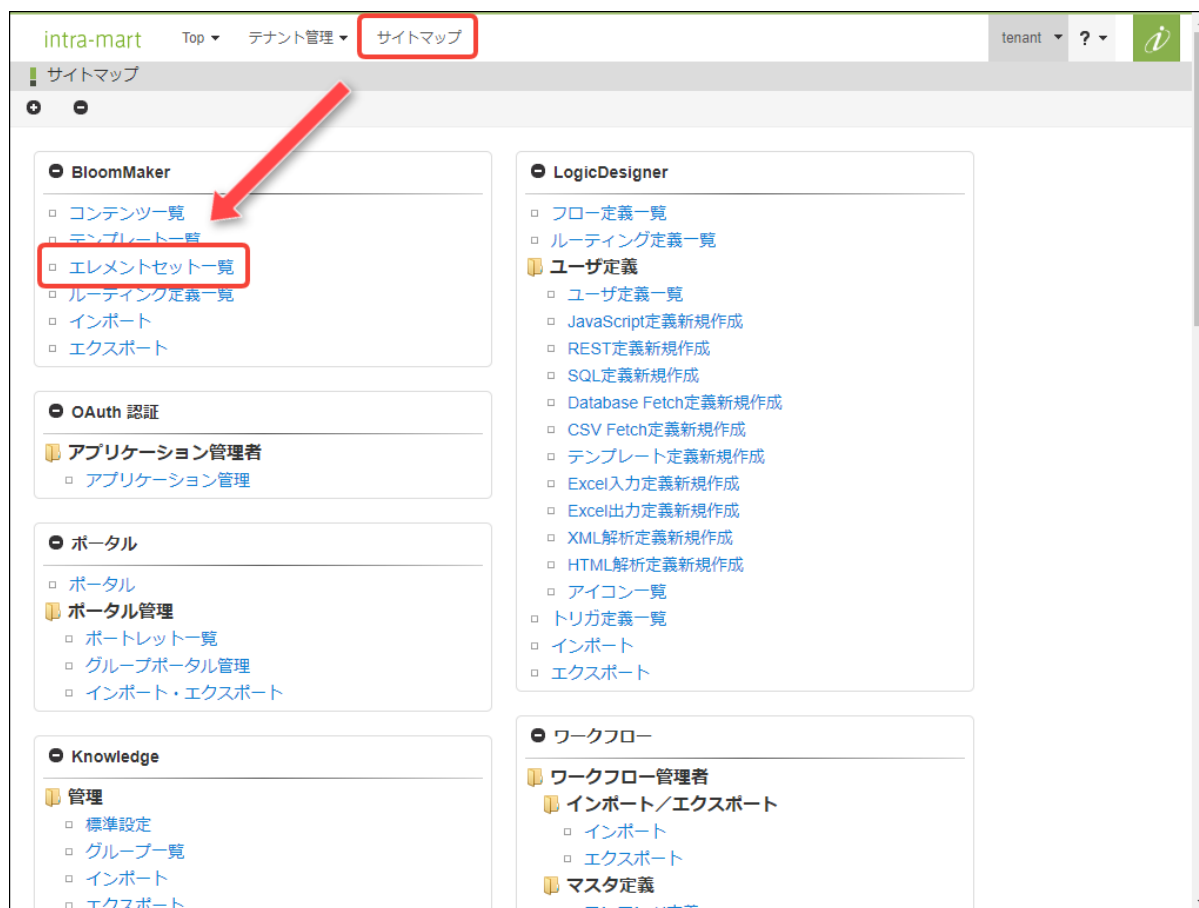 intra-mart Top テナント管理 サイトマップ tenant ?
サイトマップ
BloomMaker
コンテンツ一覧
テンプレート一覧
エレメントセット一覧
ルーティング定義一覧
インポート
エクスポート
OAuth 認証
アプリケーション管理者
アプリケーション管理
ポータル
ポータル
ポータル管理
ポートレット一覧
グループポータル管理
インポート・エクスポート
Knowledge
管理
標準設定
グループ一覧
インポート
エクスポート
LogicDesigner
フロー定義一覧
ルーティング定義一覧
ユーザ定義
ユーザ定義一覧
JavaScript定義新規作成
REST定義新規作成
SQL定義新規作成
Database Fetch定義新規作成
CSV Fetch定義新規作成
テンプレート定義新規作成
Excel入力定義新規作成
Excel出力定義新規作成
XML解析定義新規作成
HTML解析定義新規作成
アイコン一覧
トリガ定義一覧
インポート
エクスポート
ワークフロー
ワークフロー管理者
インポート／エクスポート
インポート
エクスポート
マスタ定義